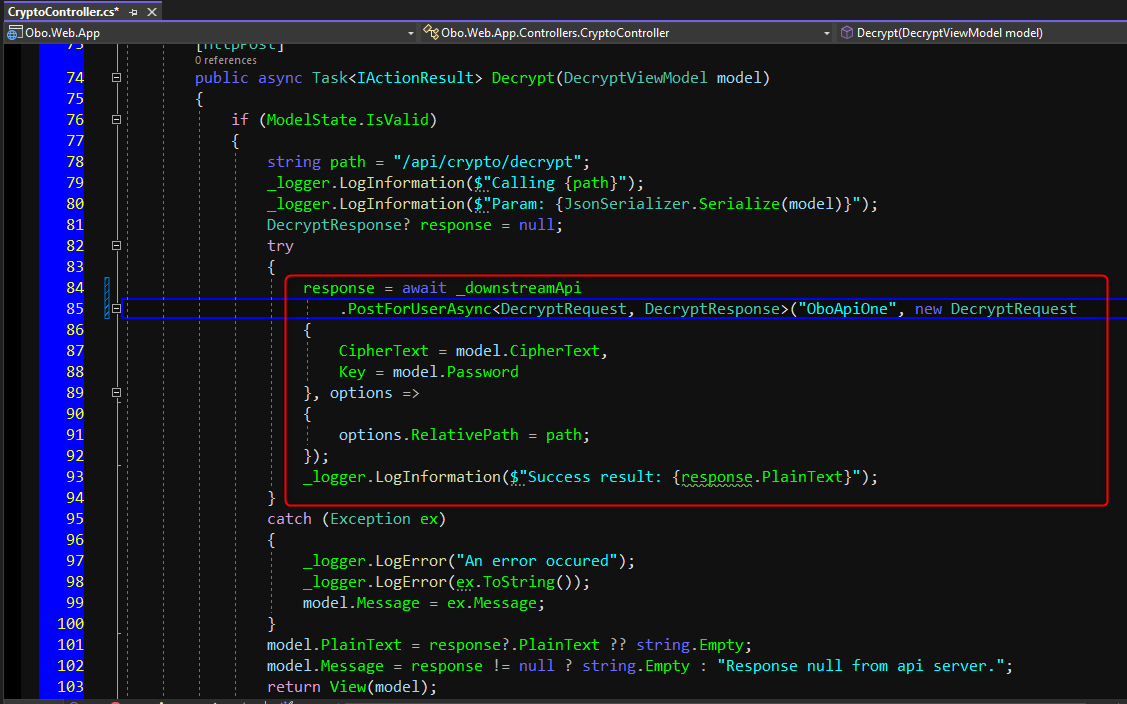 CryptoController.cs*
Obo.Web.App Obo.Web.App.Controllers.CryptoController Decrypt(DecryptViewModel model)
73 [HttpPost]
0 references
74 public async Task<IActionResult> Decrypt(DecryptViewModel model)
75 {
76 if (ModelState.IsValid)
77 {
78 string path = "/api/crypto/decrypt";
79 _logger.LogInformation($"Calling {path}");
80 _logger.LogInformation($"Param: {JsonSerializer.Serialize(model)}");
81 DecryptResponse? response = null;
82 try
83 {
84 response = await _downstreamApi
85 .PostForUserAsync<DecryptRequest, DecryptResponse>("OboApiOne", new DecryptRequest
86 {
87 CipherText = model.CipherText,
88 Key = model.Password
89 }, options =>
90 {
91 options.RelativePath = path;
92 });
93 _logger.LogInformation($"Success result: {response.PlainText}");
94 }
95 catch (Exception ex)
96 {
97 _logger.LogError("An error occured");
98 _logger.LogError(ex.ToString());
99 model.Message = ex.Message;
100 }
101 model.PlainText = response?.PlainText ?? string.Empty;
102 model.Message = response != null ? string.Empty : "Response null from api server.";
103 return View(model);